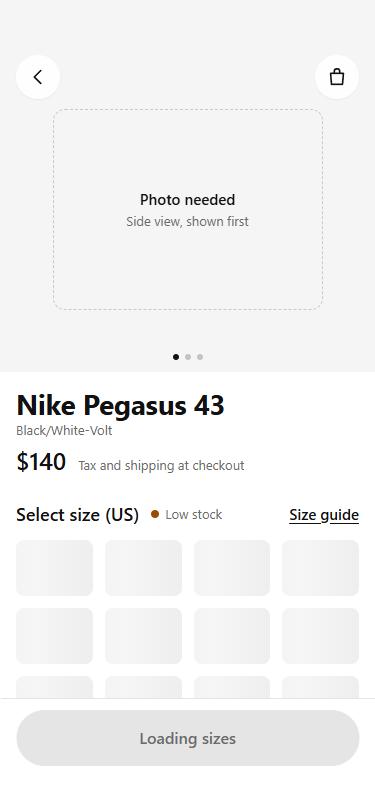 Photo needed
Side view, shown first
Nike Pegasus 43
Black/White-Volt
$140 Tax and shipping at checkout
Select size (US) Low stock Size guide
Loading sizes